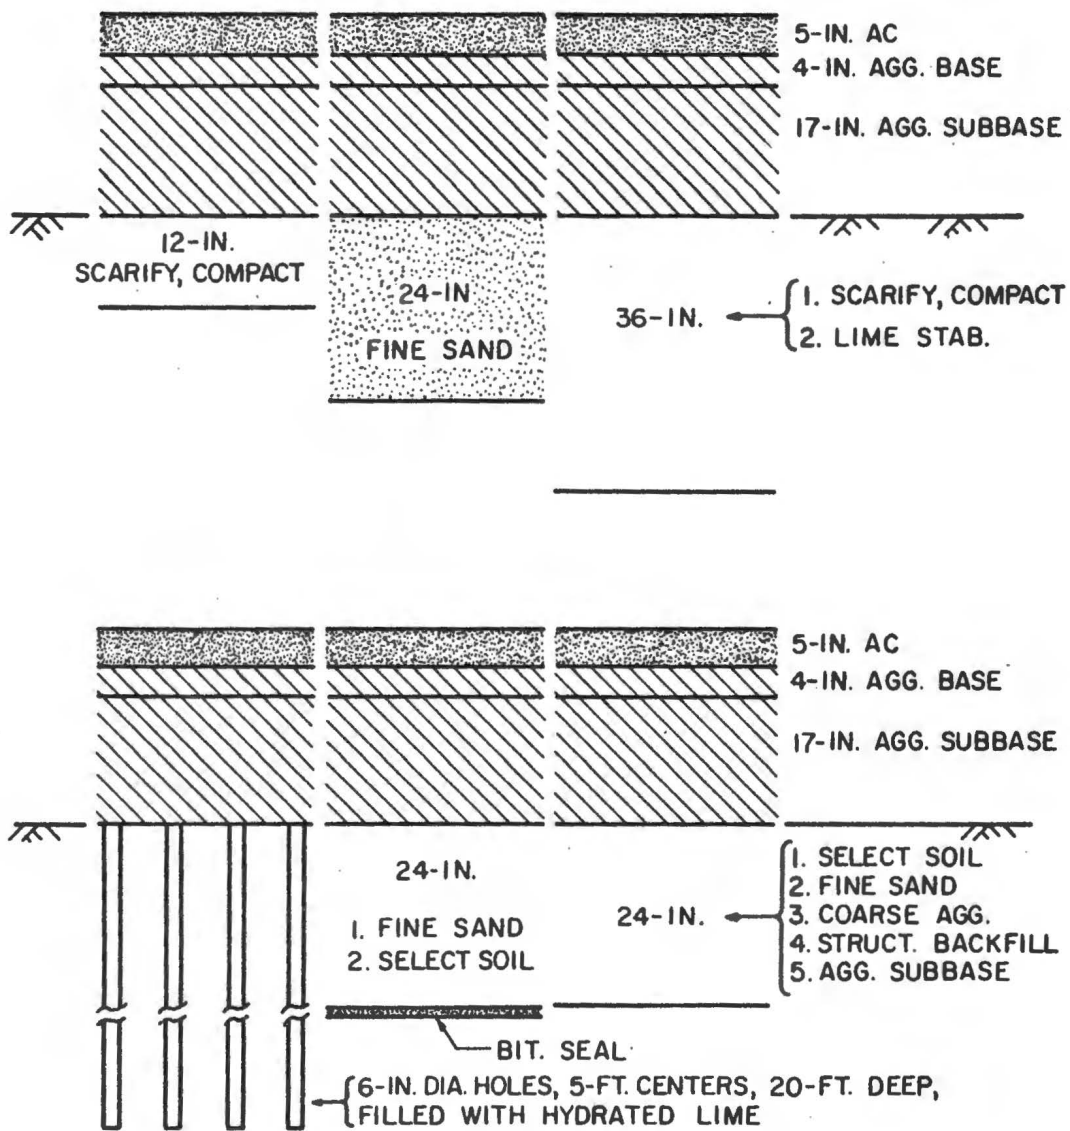 5-IN. AC
4-IN. AGG. BASE
17-IN. AGG. SUBBASE
12-IN.
SCARIFY, COMPACT
24-IN
FINE SAND
36-IN.
1. SCARIFY, COMPACT
2. LIME STAB.
5-IN. AC
4-IN. AGG. BASE
17-IN. AGG. SUBBASE
24-IN.
1. FINE SAND
2. SELECT SOIL
24-IN.
1. SELECT SOIL
2. FINE SAND
3. COARSE AGG.
4. STRUCT. BACKFILL
5. AGG. SUBBASE
BIT. SEAL
6-IN. DIA. HOLES, 5-FT. CENTERS, 20-FT. DEEP,
FILLED WITH HYDRATED LIME